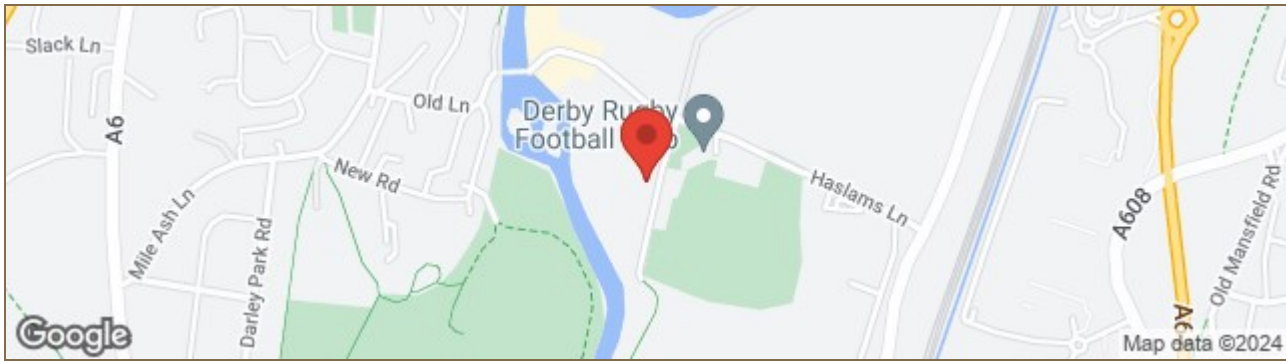 Slack Ln
A6
Old Ln
New Rd
Mile Ash Ln
Darley Park Rd
Derby Rugby
Football
Haslams Ln
A608
Old Mansfield Rd
Google
Map data ©2024